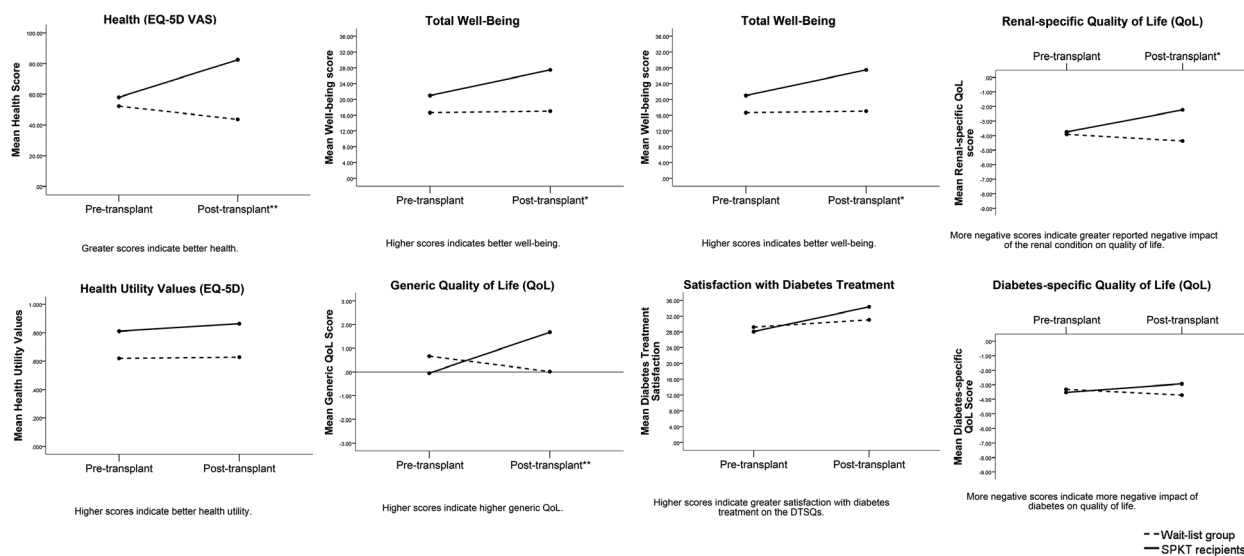 Health (EQ-5D VAS)
Mean Health Score
100.00
80.00
60.00
40.00
20.00
.00
Pre-transplant
Post-transplant**
Greater scores indicate better health.
Total Well-Being
Mean Well-being score
36.00
32.00
28.00
24.00
20.00
16.00
12.00
8.00
4.00
.00
Pre-transplant
Post-transplant*
Higher scores indicates better well-being.
Total Well-Being
Mean Well-being score
36.00
32.00
28.00
24.00
20.00
16.00
12.00
8.00
4.00
.00
Pre-transplant
Post-transplant*
Higher scores indicates better well-being.
Renal-specific Quality of Life (QoL)
Pre-transplant
Post-transplant*
Mean Renal-specific QoL
score
.00
-1.00
-2.00
-3.00
-4.00
-5.00
-6.00
-7.00
-8.00
-9.00
More negative scores indicate greater reported negative impact
of the renal condition on quality of life.
Health Utility Values (EQ-5D)
Mean Health Utility Values
1.000
.800
.600
.400
.200
.000
Pre-transplant
Post-transplant
Higher scores indicate better health utility.
Generic Quality of Life (QoL)
Mean Generic QoL Score
3.00
2.00
1.00
.00
-1.00
-2.00
-3.00
Pre-transplant
Post-transplant**
Higher scores indicate higher generic QoL.
Satisfaction with Diabetes Treatment
Mean Diabetes Treatment
Satisfaction
36.00
32.00
28.00
24.00
20.00
16.00
12.00
8.00
4.00
.00
Pre-transplant
Post-transplant
Higher scores indicate greater satisfaction with diabetes
treatment on the DTSQs.
Diabetes-specific Quality of Life (QoL)
Pre-transplant
Post-transplant
Mean Diabetes-specific
QoL Score
.00
-1.00
-2.00
-3.00
-4.00
-5.00
-6.00
-7.00
-8.00
-9.00
More negative scores indicate more negative impact of
diabetes on quality of life.
Wait-list group
SPKT recipients